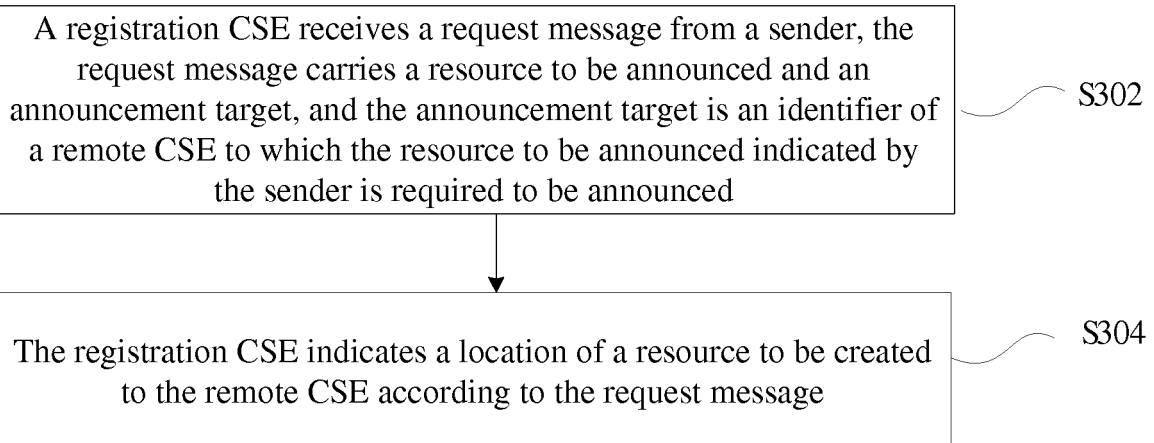 A registration CSE receives a request message from a sender, the
request message carries a resource to be announced and an
announcement target, and the announcement target is an identifier of
a remote CSE to which the resource to be announced indicated by
the sender is required to be announced
S302
The registration CSE indicates a location of a resource to be created
to the remote CSE according to the request message
S304